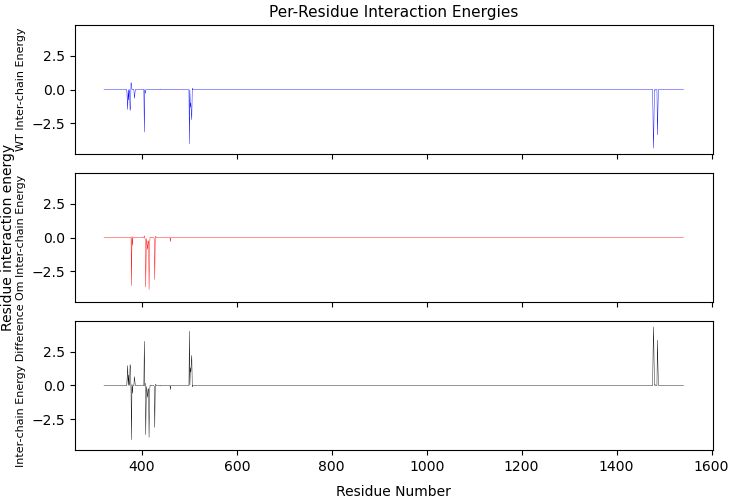 Per-Residue Interaction Energies
WT Inter-chain Energy
2.5
0.0
−2.5
Om Inter-chain Energy
2.5
0.0
−2.5
Residue interaction energy
Inter-chain Energy Difference
2.5
0.0
−2.5
400
600
800
1000
1200
1400
1600
Residue Number